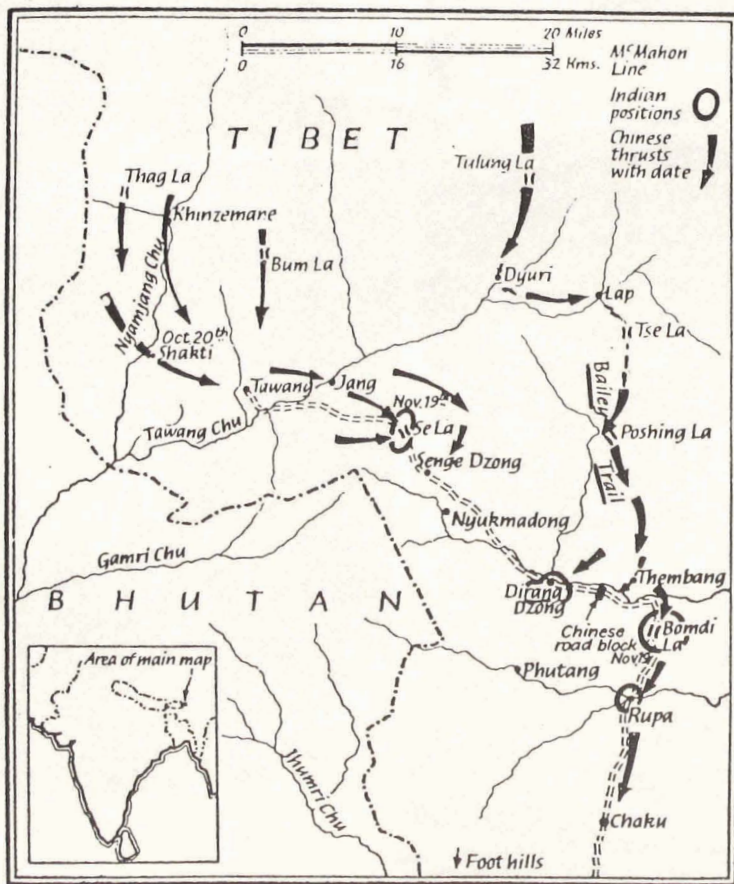 0 10 20 Miles
0 16 32 Kms.
McMahon
Line
Indian
positions
Chinese
thrusts
with date
TIBET
Thag La
Khinzemane
Bum La
Tulung La
Dyuri
Lap
Tse La
Nyamjang Chu
Oct. 20th
Shakti
Tawang
Jang
Nov. 19th
Se La
Senge Dzong
Tawang Chu
Bailey
Trail
Poshing La
Nyukmadong
Gamri Chu
BHUTAN
Dirang
Dzong
Thembang
Chinese
road block
Bomdi
La
Phutang
Rupa
Area of main map
Jhumri Chu
Chaku
Foot hills